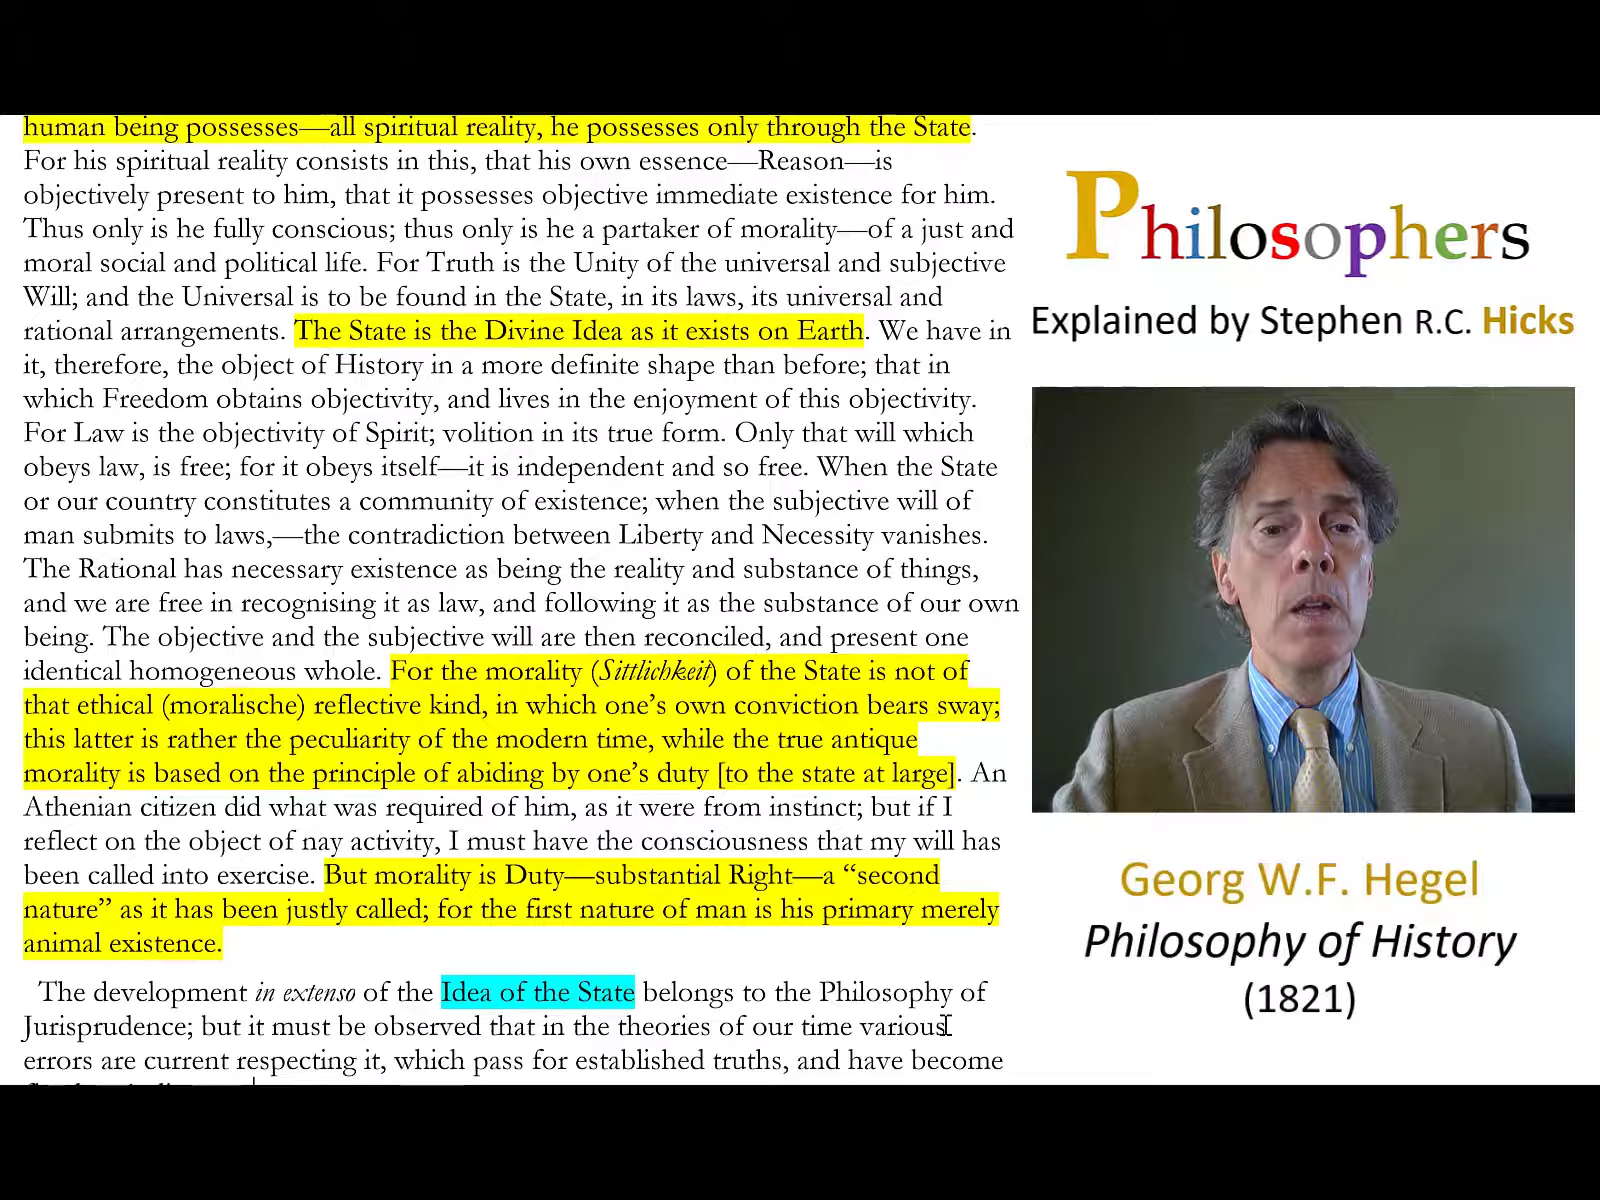 human being possesses—all spiritual reality, he possesses only through the State.
For his spiritual reality consists in this, that his own essence—Reason—is
objectively present to him, that it possesses objective immediate existence for him.
Thus only is he fully conscious; thus only is he a partaker of morality—of a just and
moral social and political life. For Truth is the Unity of the universal and subjective
Will; and the Universal is to be found in the State, in its laws, its universal and
rational arrangements. The State is the Divine Idea as it exists on Earth. We have in
it, therefore, the object of History in a more definite shape than before; that in
which Freedom obtains objectivity, and lives in the enjoyment of this objectivity.
For Law is the objectivity of Spirit; volition in its true form. Only that will which
obeys law, is free; for it obeys itself—it is independent and so free. When the State
or our country constitutes a community of existence; when the subjective will of
man submits to laws,—the contradiction between Liberty and Necessity vanishes.
The Rational has necessary existence as being the reality and substance of things,
and we are free in recognising it as law, and following it as the substance of our own
being. The objective and the subjective will are then reconciled, and present one
identical homogeneous whole. For the morality (Sittlichkeit) of the State is not of
that ethical (moralische) reflective kind, in which one’s own conviction bears sway;
this latter is rather the peculiarity of the modern time, while the true antique
morality is based on the principle of abiding by one’s duty [to the state at large]. An
Athenian citizen did what was required of him, as it were from instinct; but if I
reflect on the object of nay activity, I must have the consciousness that my will has
been called into exercise. But morality is Duty—substantial Right—a “second
nature” as it has been justly called; for the first nature of man is his primary merely
animal existence.
The development in extenso of the Idea of the State belongs to the Philosophy of
Jurisprudence; but it must be observed that in the theories of our time various
errors are current respecting it, which pass for established truths, and have become
Philosophers
Explained by Stephen R.C. Hicks
Georg W.F. Hegel
Philosophy of History
(1821)